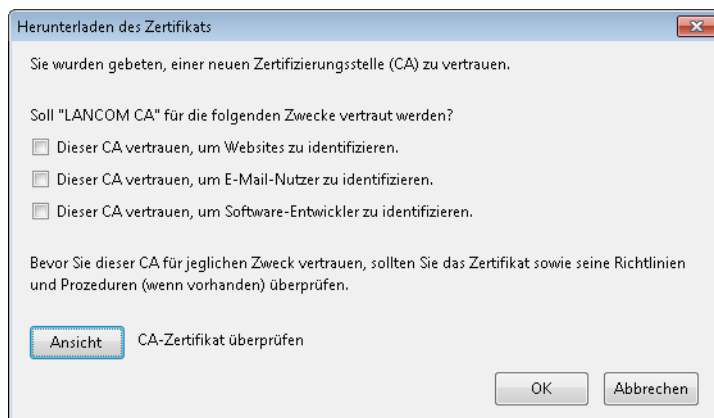 Herunterladen des Zertifikats
Sie wurden gebeten, einer neuen Zertifizierungsstelle (CA) zu vertrauen.
Soll "LANCOM CA" für die folgenden Zwecke vertraut werden?
Dieser CA vertrauen, um Websites zu identifizieren.
Dieser CA vertrauen, um E-Mail-Nutzer zu identifizieren.
Dieser CA vertrauen, um Software-Entwickler zu identifizieren.
Bevor Sie dieser CA für jeglichen Zweck vertrauen, sollten Sie das Zertifikat sowie seine Richtlinien
und Prozeduren (wenn vorhanden) überprüfen.
Ansicht CA-Zertifikat überprüfen
OK Abbrechen